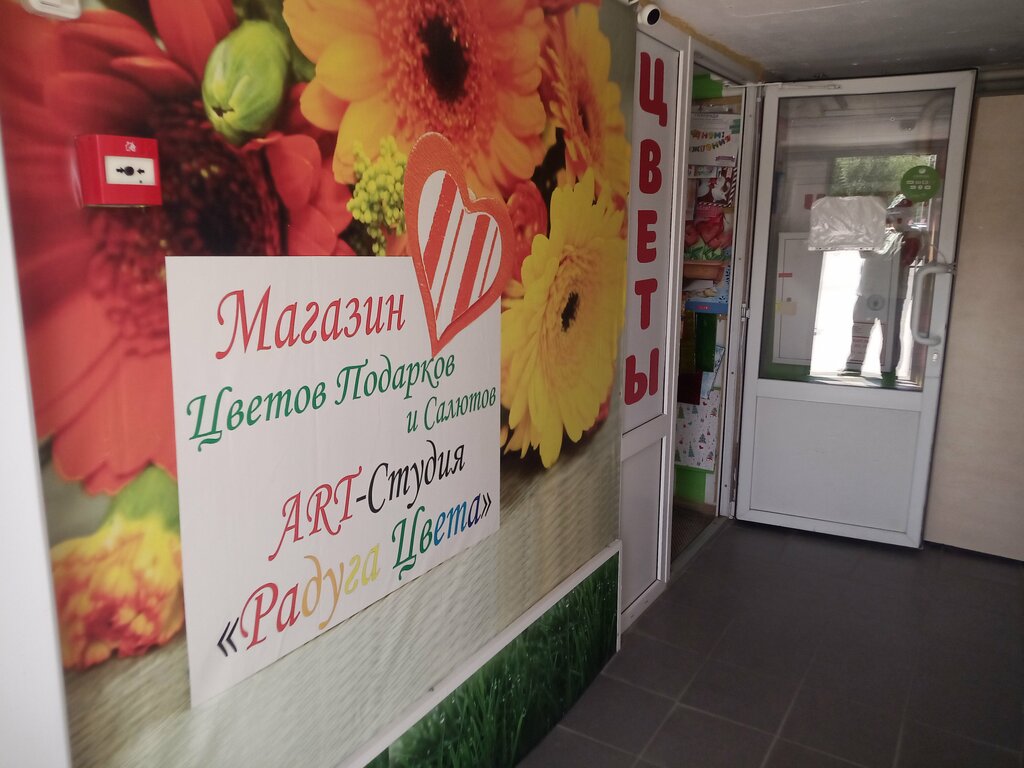 Магазин
Цветов Подарков
и Салютов
ART-Студия
«Радуга Цвета»
ЦВЕТЫ